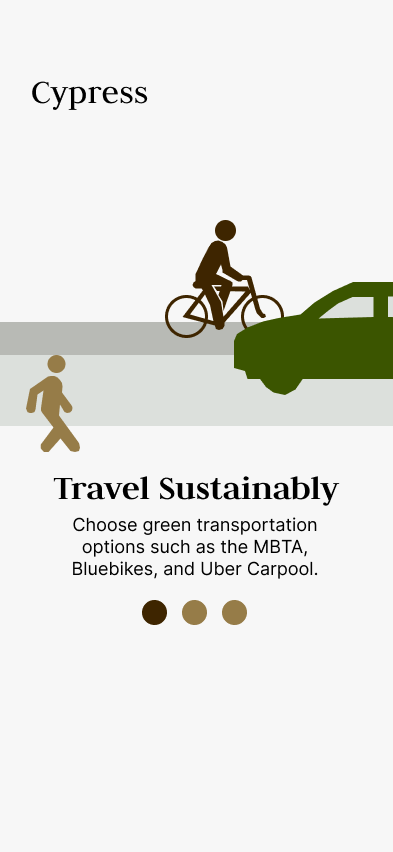 Cypress
Travel Sustainably
Choose green transportation
options such as the MBTA,
Bluebikes, and Uber Carpool.